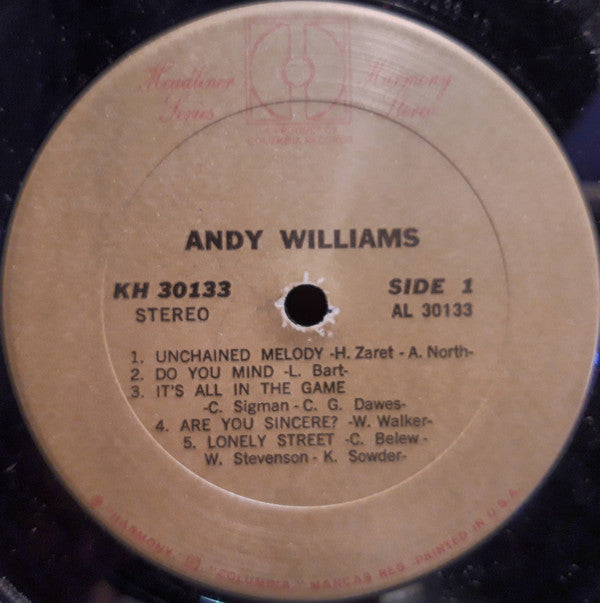 Headliner Harmony
Series Stereo
COLUMBIA RECORDS
ANDY WILLIAMS
KH 30133 SIDE 1
STEREO AL 30133
1. UNCHAINED MELODY -H. Zaret - A. North-
2. DO YOU MIND -L. Bart-
3. IT'S ALL IN THE GAME
-C. Sigman - C. G. Dawes-
4. ARE YOU SINCERE? -W. Walker-
5. LONELY STREET -C. Belew -
W. Stevenson - K. Sowder-
HARMONY "COLUMBIA" MARCAS REG. PRINTED IN U.S.A.